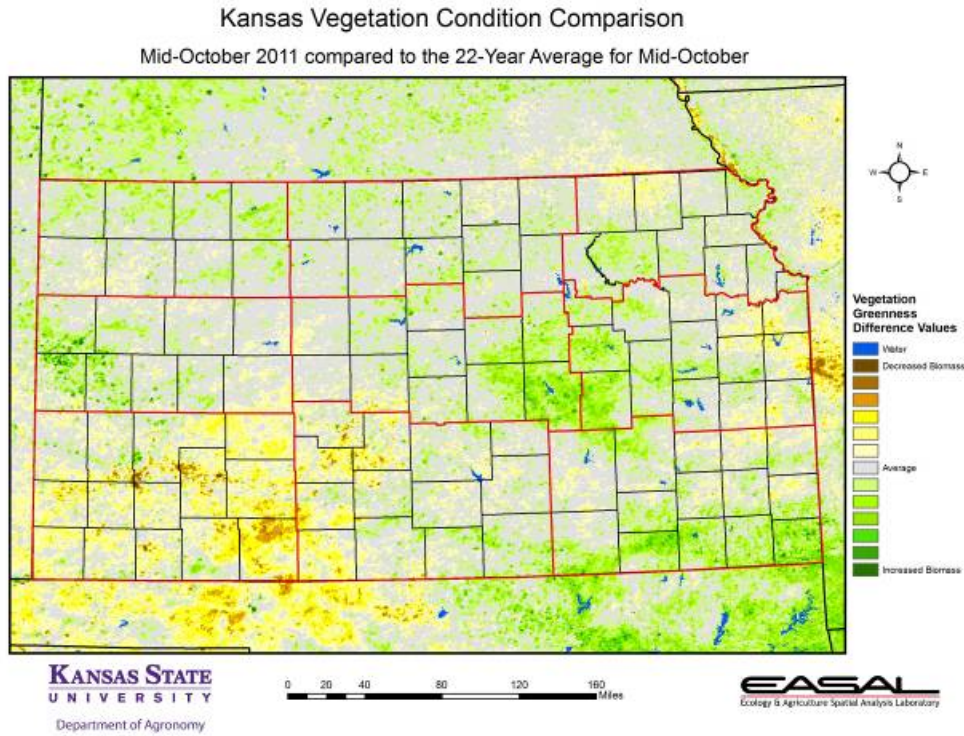 Kansas Vegetation Condition Comparison
Mid-October 2011 compared to the 22-Year Average for Mid-October
N
W E
S
Vegetation
Greenness
Difference Values
Water
Decreased Biomass
Average
Increased Biomass
KANSAS STATE
UNIVERSITY
Department of Agronomy
0 20 40 80 120 160
Miles
EASAL
Ecology & Agriculture Spatial Analysis Laboratory